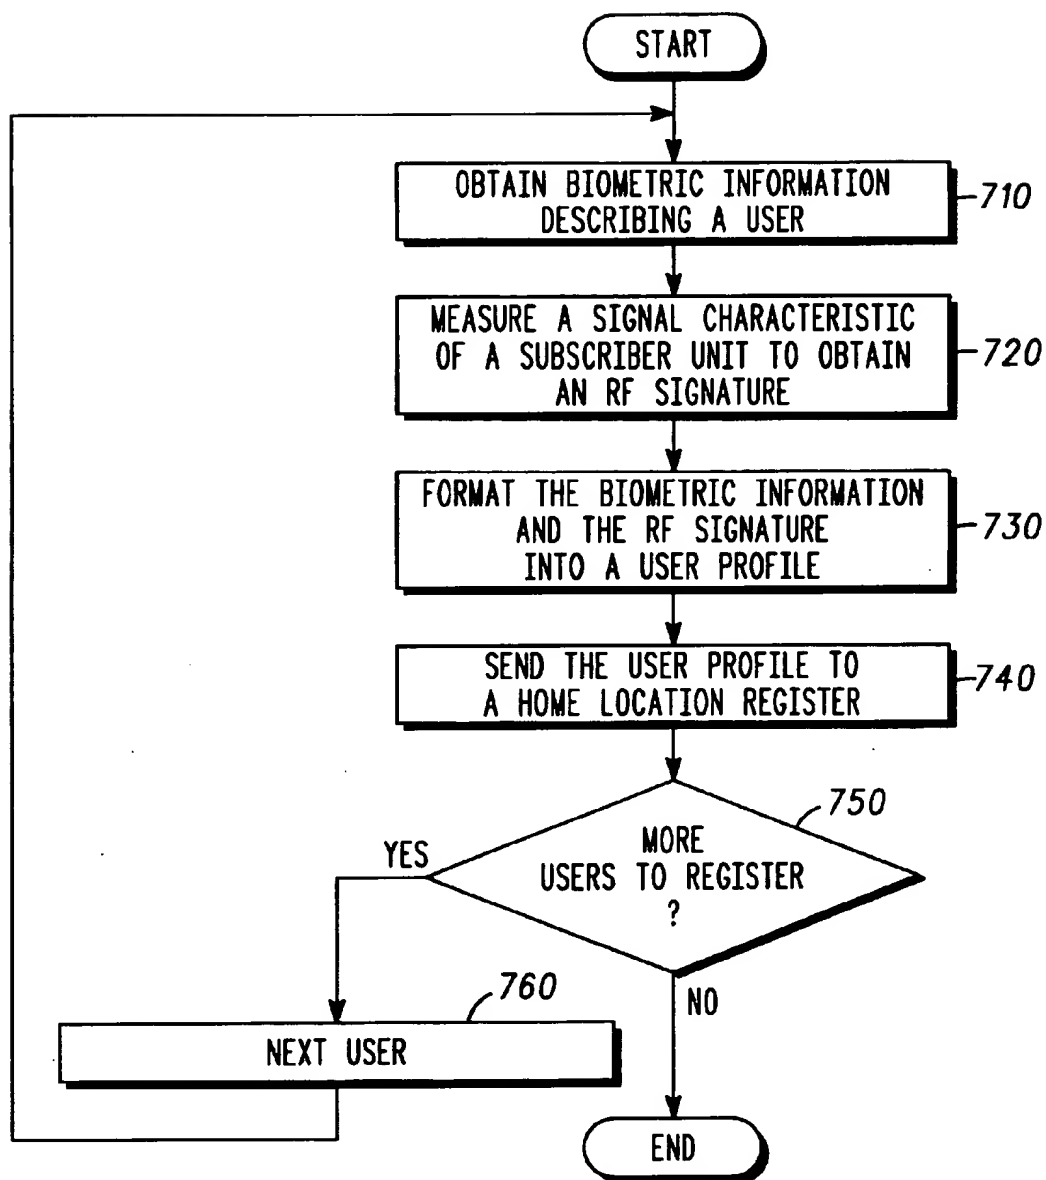 START
OBTAIN BIOMETRIC INFORMATION
DESCRIBING A USER
710
MEASURE A SIGNAL CHARACTERISTIC
OF A SUBSCRIBER UNIT TO OBTAIN
AN RF SIGNATURE
720
FORMAT THE BIOMETRIC INFORMATION
AND THE RF SIGNATURE
INTO A USER PROFILE
730
SEND THE USER PROFILE TO
A HOME LOCATION REGISTER
740
750
MORE
USERS TO REGISTER
?
YES
NO
760
NEXT USER
END